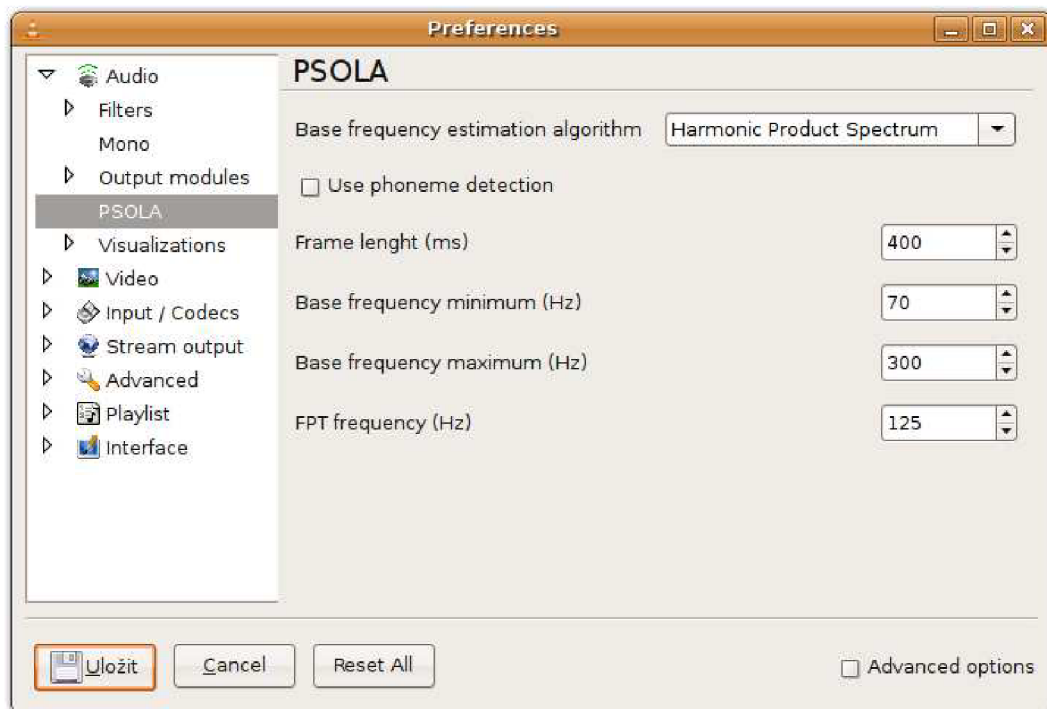 Preferences
Audio
Filters
Mono
Output modules
PSOLA
Visualizations
Video
Input / Codecs
Stream output
Advanced
Playlist
Interface
PSOLA
Base frequency estimation algorithm Harmonic Product Spectrum
Use phoneme detection
Frame lenght (ms) 400
Base frequency minimum (Hz) 70
Base frequency maximum (Hz) 300
FPT frequency (Hz) 125
Uložit Cancel Reset All Advanced options